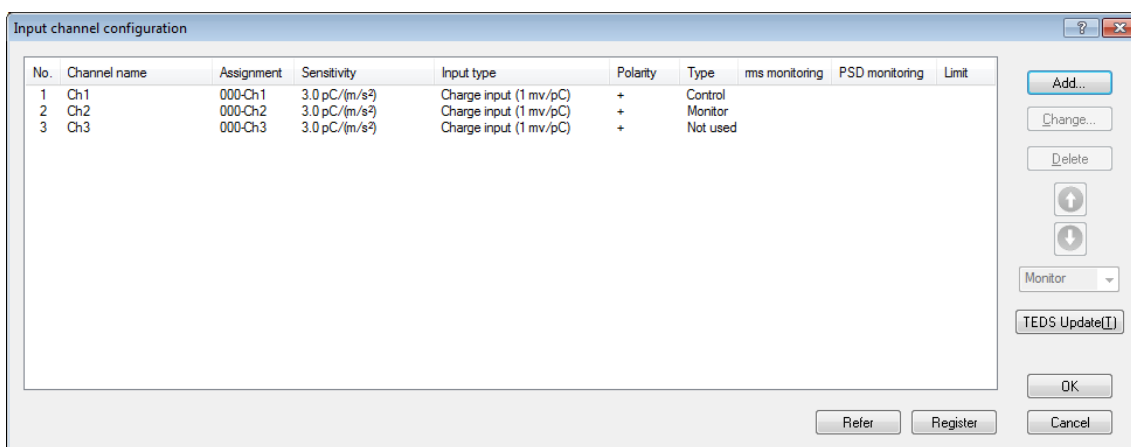 Input channel configuration
No. Channel name Assignment Sensitivity Input type Polarity Type rms monitoring PSD monitoring Limit
1 Ch1 000-Ch1 3.0 pC/(m/s²) Charge input (1 mv/pC) + Control
2 Ch2 000-Ch2 3.0 pC/(m/s²) Charge input (1 mv/pC) + Monitor
3 Ch3 000-Ch3 3.0 pC/(m/s²) Charge input (1 mv/pC) + Not used
Add...
Change...
Delete
Monitor
TEDS Update(T)
OK
Refer Register Cancel